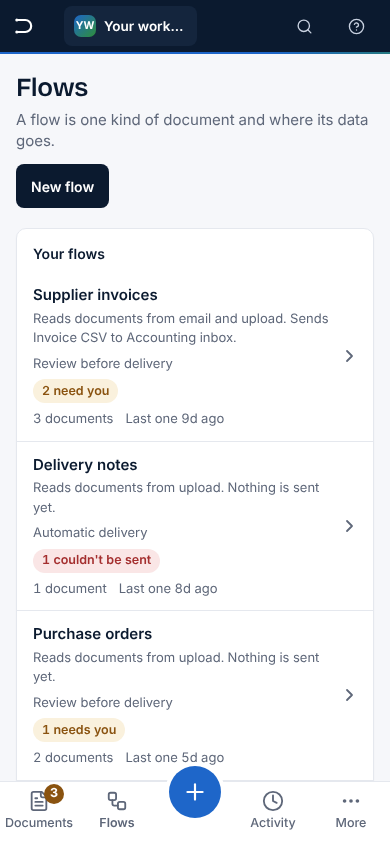 YW Your work...
Flows
A flow is one kind of document and where its data
goes.
New flow
Your flows
Supplier invoices
Reads documents from email and upload. Sends
Invoice CSV to Accounting inbox.
Review before delivery
2 need you
3 documents Last one 9d ago
Delivery notes
Reads documents from upload. Nothing is sent
yet.
Automatic delivery
1 couldn't be sent
1 document Last one 8d ago
Purchase orders
Reads documents from upload. Nothing is sent
yet.
Review before delivery
1 needs you
2 documents Last one 5d ago
3
Documents Flows Activity More